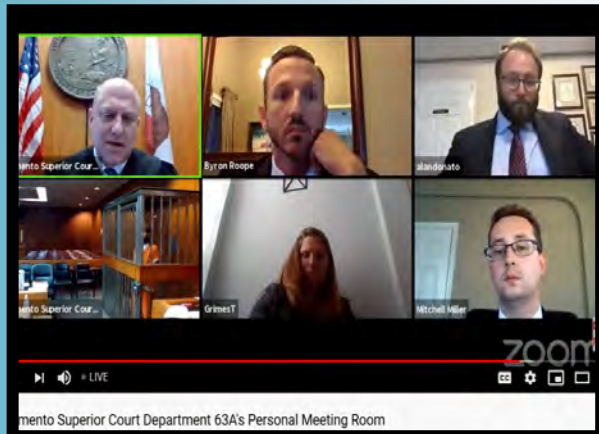 mento Superior Cour...
Byron Roope
alandonato
mento Superior Cour...
GrimesT
Mitchell Miller
zoom
LIVE
CC
mento Superior Court Department 63A's Personal Meeting Room